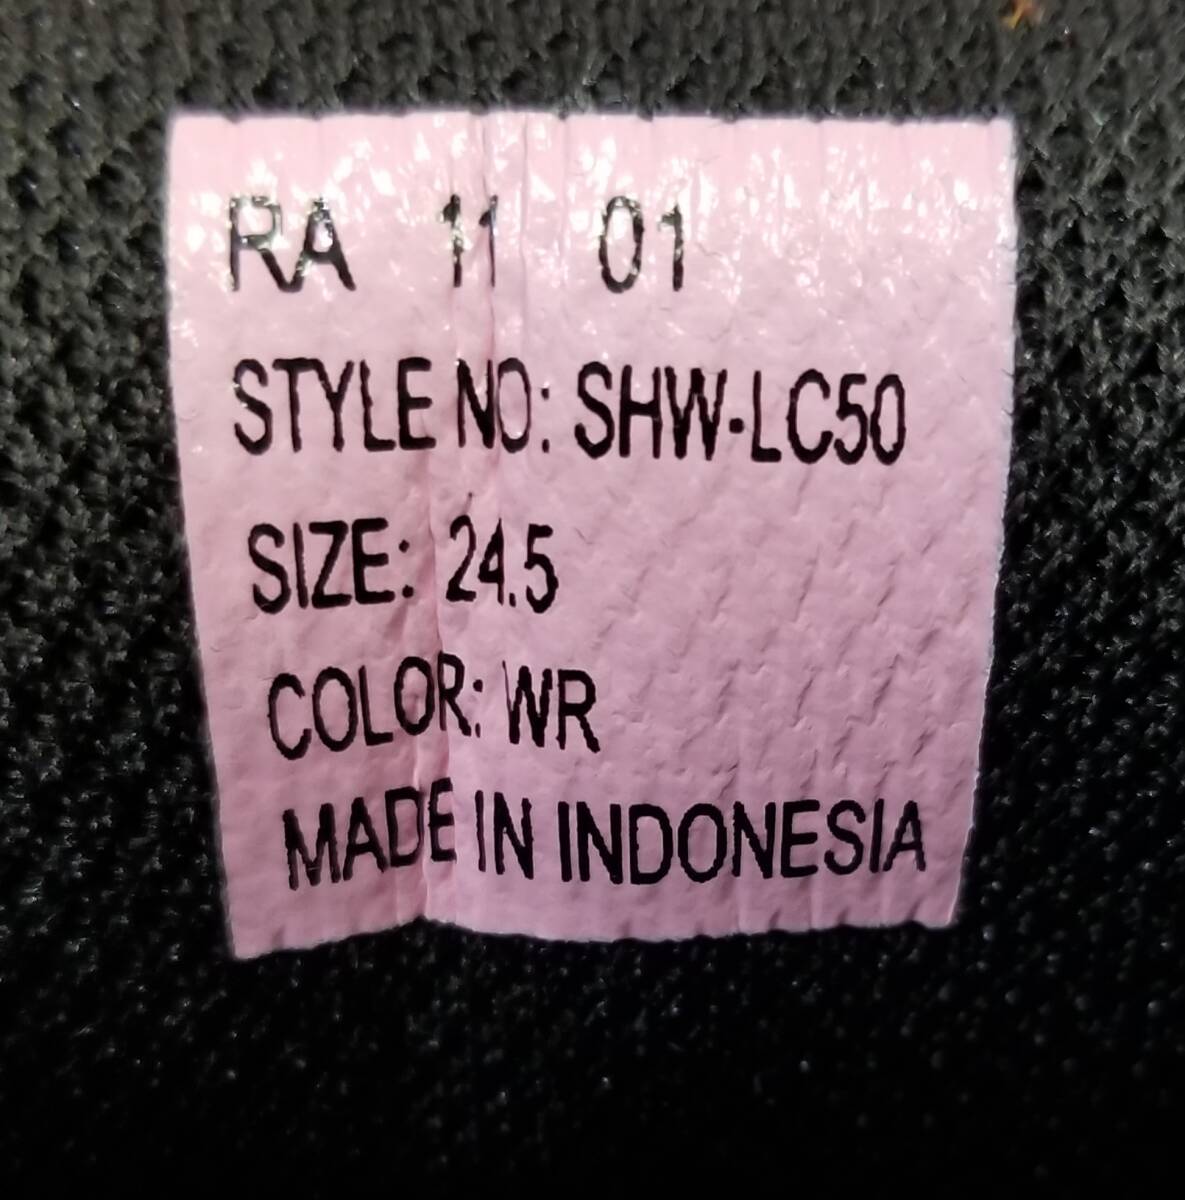 RA 11 01
STYLE NO: SHW-LC50
SIZE: 24.5
COLOR: WR
MADE IN INDONESIA